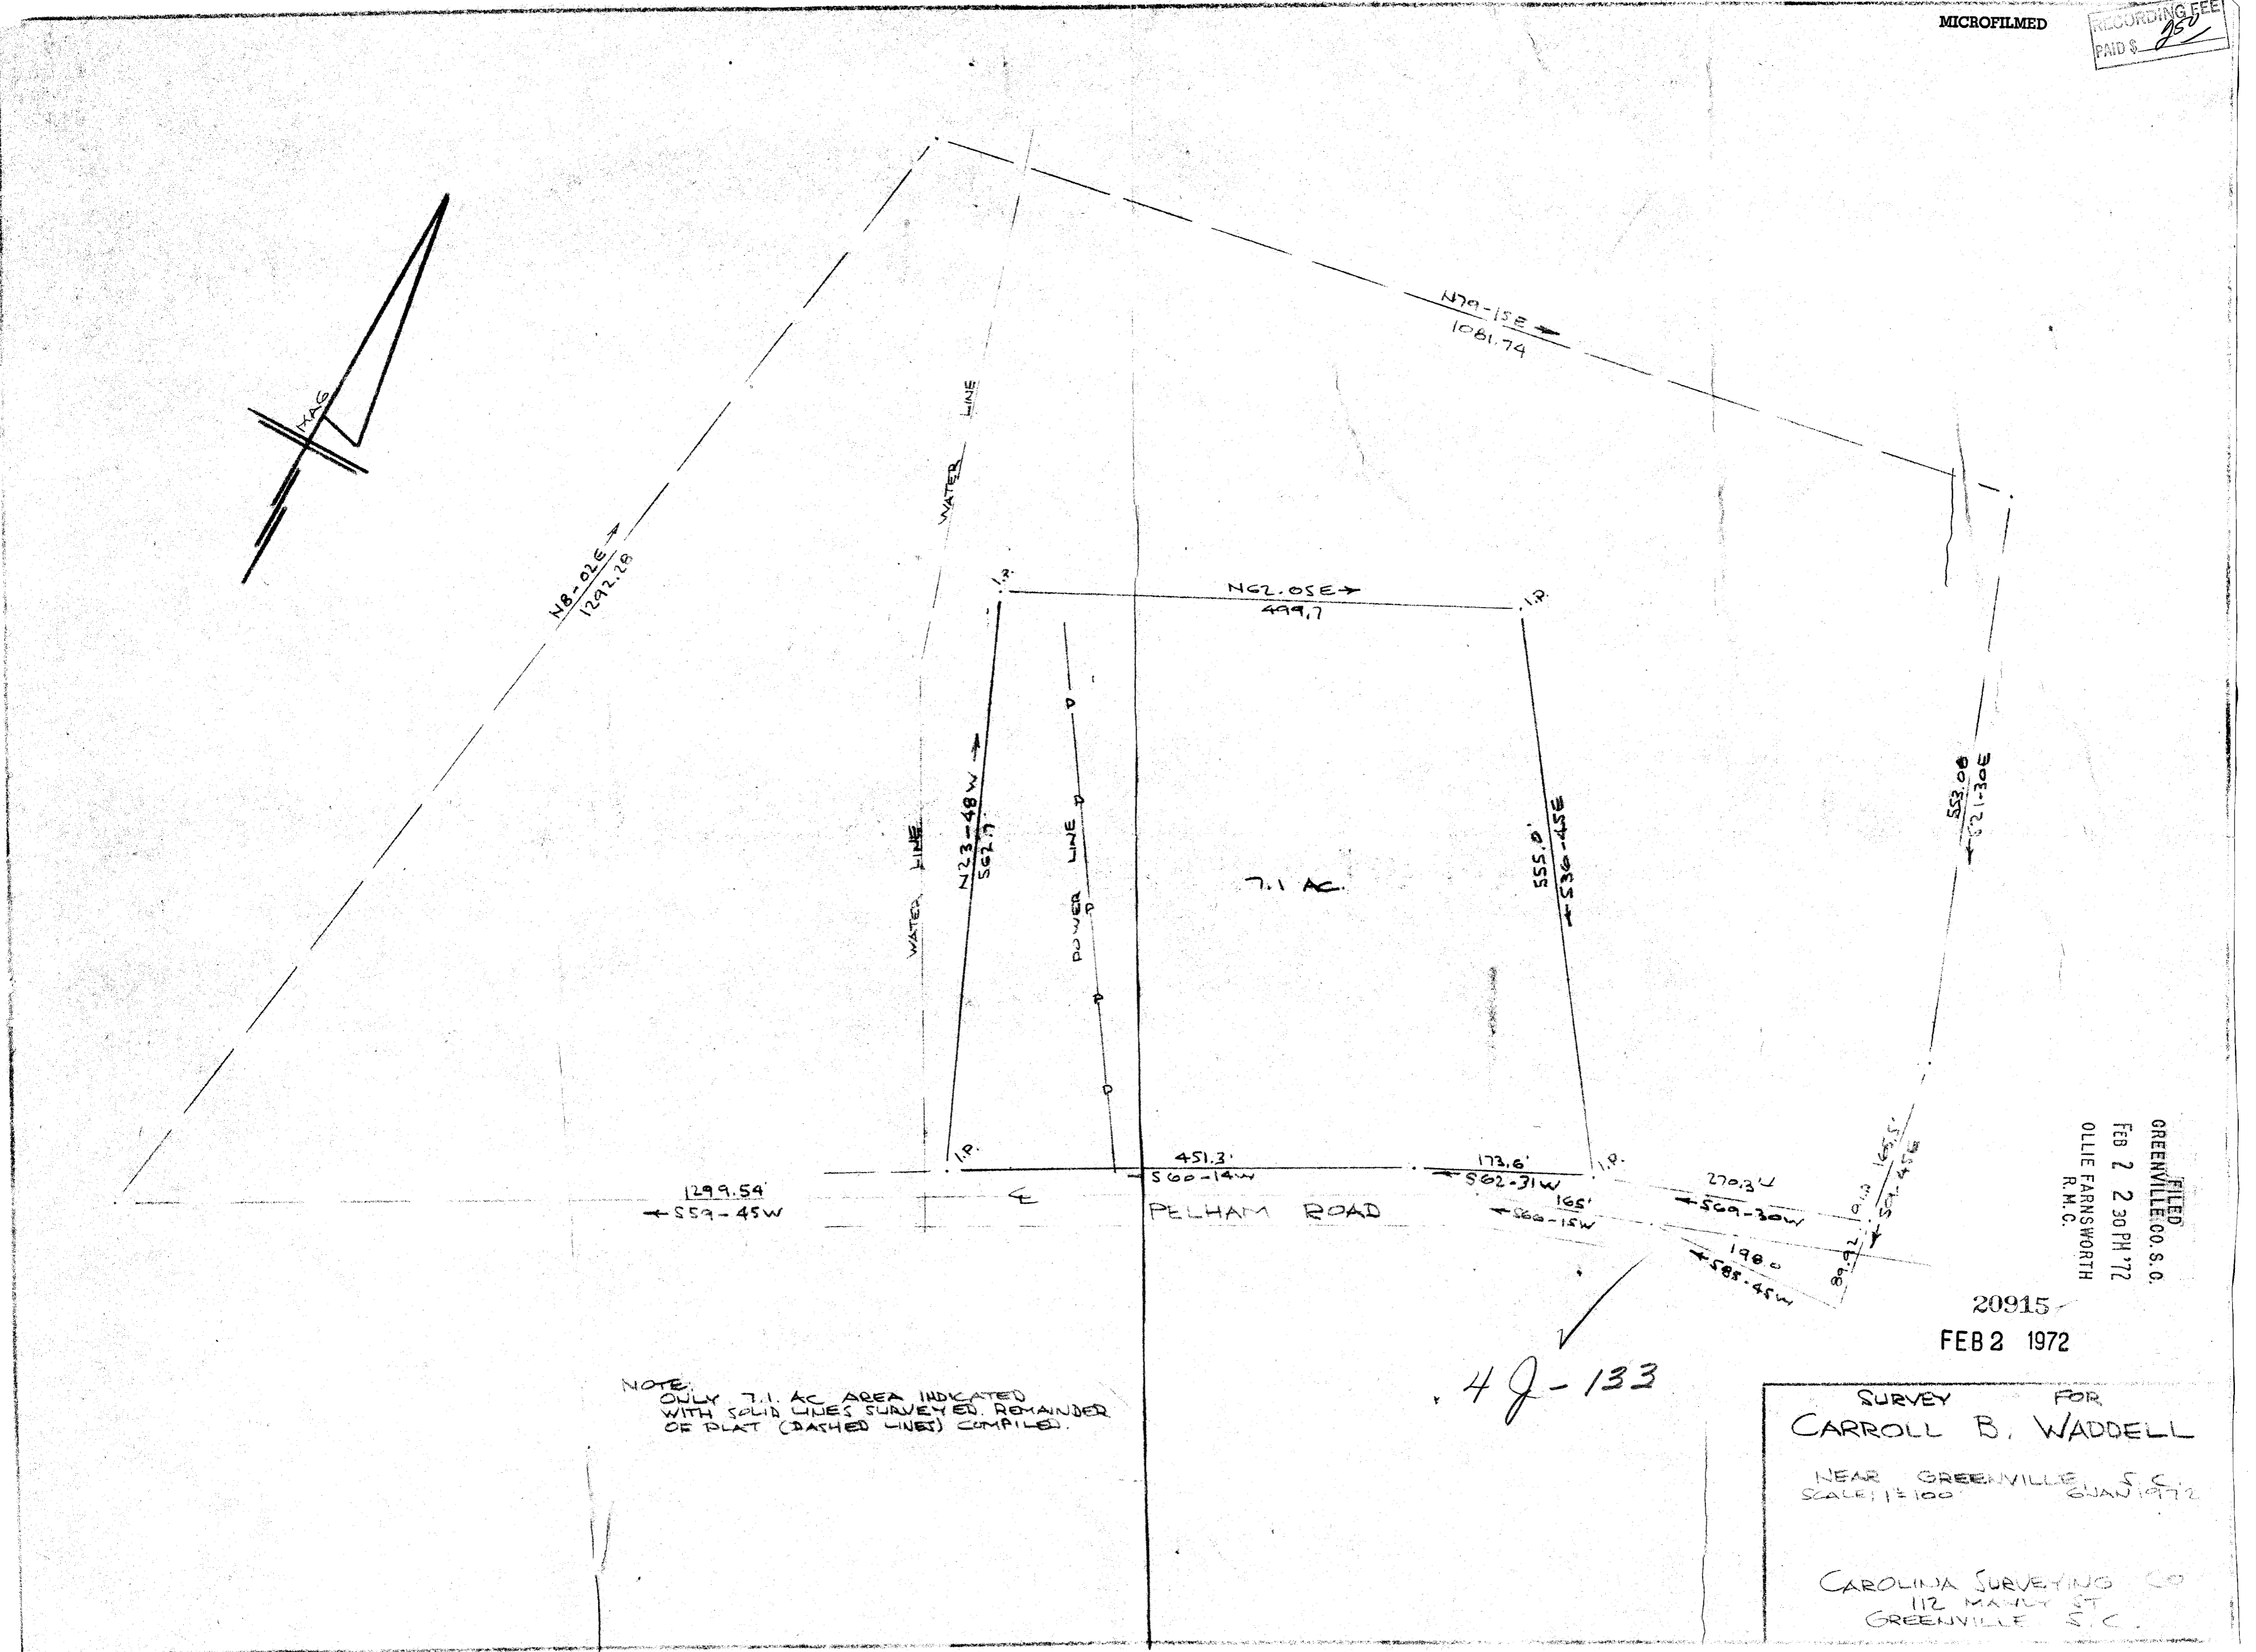 MICROFILMED
RECORDING FEE
PAID $
MAG
N79-15E
1081.74
WATER LINE
N8-02E
1292.28
I.P.
N62.05E
499.7
I.P.
N23-48W
562.7'
WATER LINE
POWER LINE
P
P
P
P
P
7.1 AC.
555.0'
S36-45E
553.08
S21-30E
I.P.
451.3'
S60-14W
173.6'
S62-31W
I.P.
1299.54'
S59-45W
℄
PELHAM ROAD
165'
S66-15W
270.3'
S69-30W
165.5'
198.0
S85-45W
89.92
FILED
GREENVILLE CO. S. C.
FEB 2 2 30 PM '72
OLLIE FARNSWORTH
R.M.C.
20915
FEB 2 1972
4 J - 133
NOTE:
ONLY 7.1 AC AREA INDICATED
WITH SOLID LINES SURVEYED. REMAINDER
OF PLAT (DASHED LINES) COMPILED.
SURVEY FOR
CARROLL B. WADDELL
NEAR GREENVILLE, S.C.
SCALE: 1"=100' 6 JAN 1972
CAROLINA SURVEYING CO
112 MANLY ST
GREENVILLE S.C.